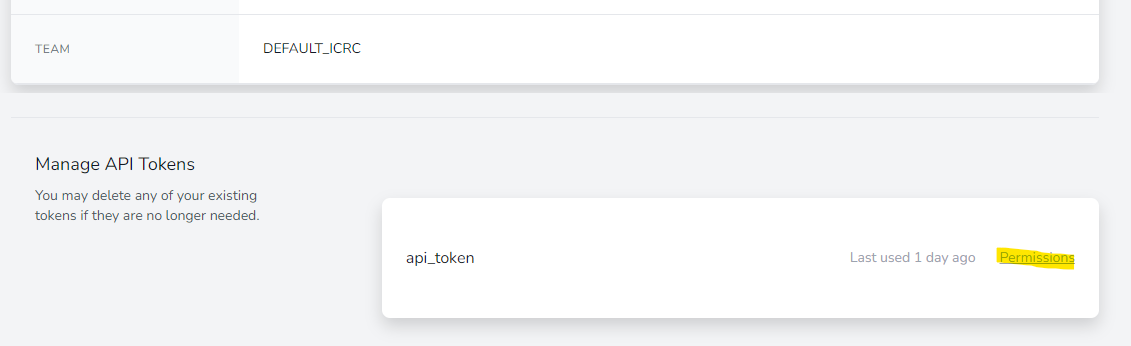 TEAM DEFAULT_ICRC
Manage API Tokens
You may delete any of your existing
tokens if they are no longer needed.
api_token Last used 1 day ago Permissions